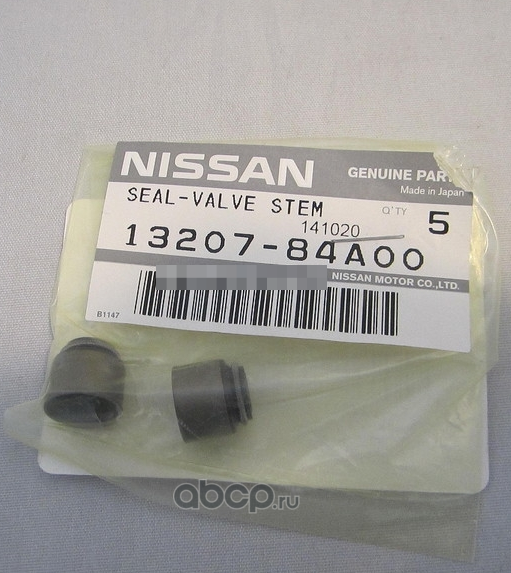 NISSAN
GENUINE PARTS
Made in Japan
SEAL-VALVE STEM
Q'TY 5
141020
13207-84A00
NISSAN MOTOR CO.,LTD.
B1147
abcp.ru